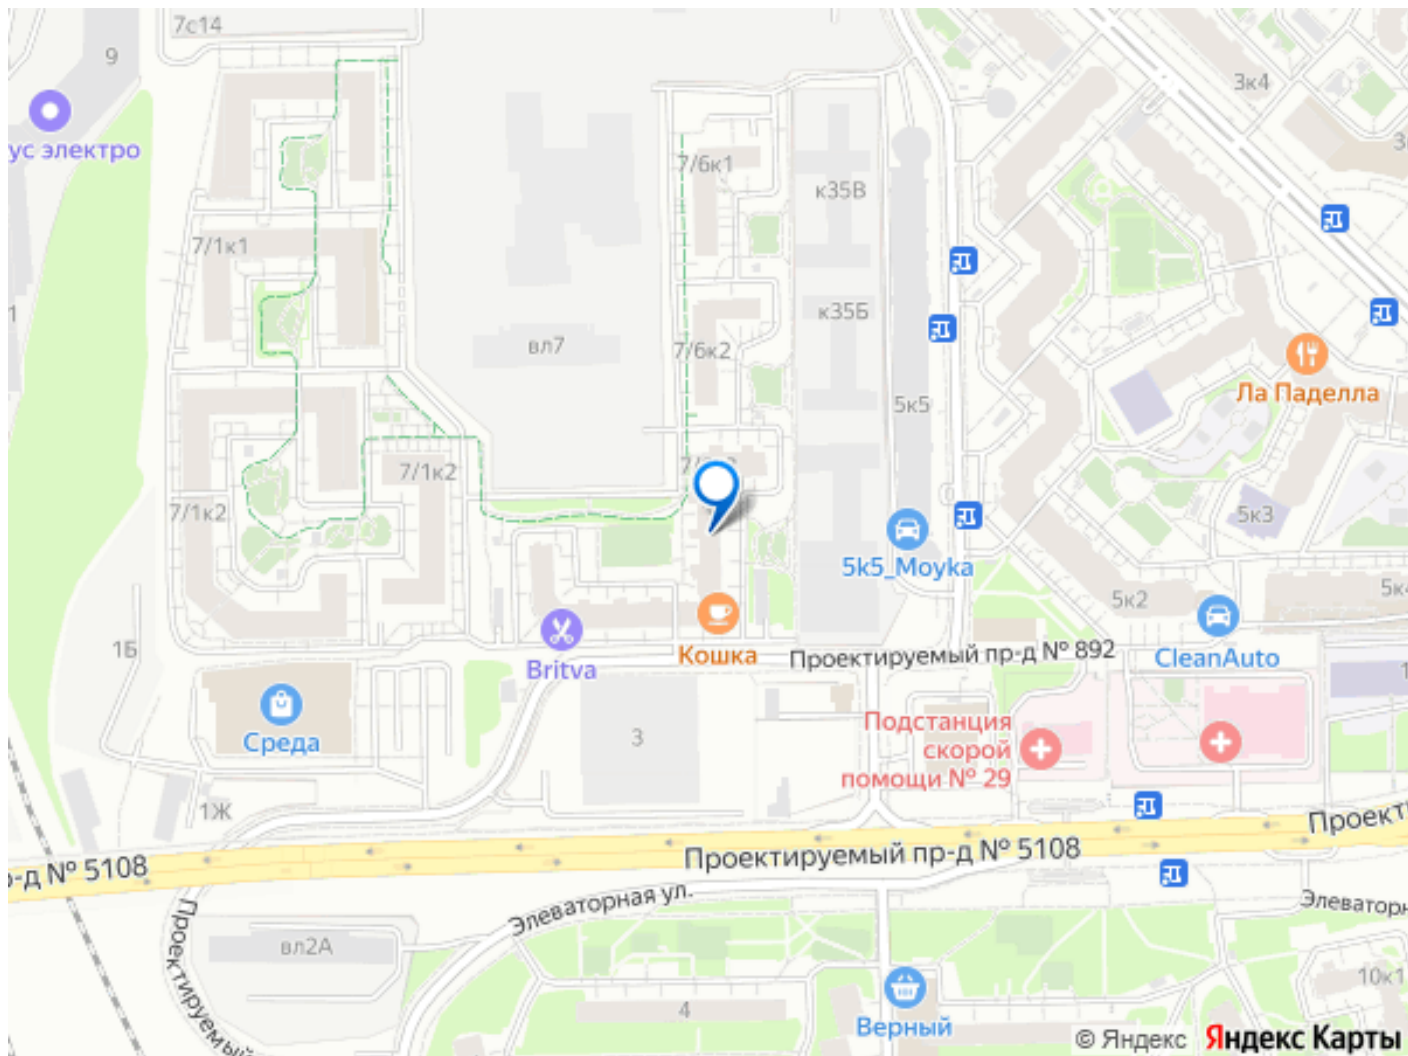 7с14
9
3к4
ус электро
7/6к1
к35В
7/1к1
к35Б
вл7
7/6к2
Ла Паделла
5к5
7/1к2
7/1к2
5к3
5k5_Moyka
5к2
1Б
Britva
Кошка
Проектируемый пр-д № 892
CleanAuto
Среда
3
Подстанция
скорой
помощи № 29
1Ж
Проектируемый пр-д № 5108
-д № 5108
Элеваторная ул.
Проектируемый
вл2А
10к1
4
Верный
© Яндекс
Яндекс Карты